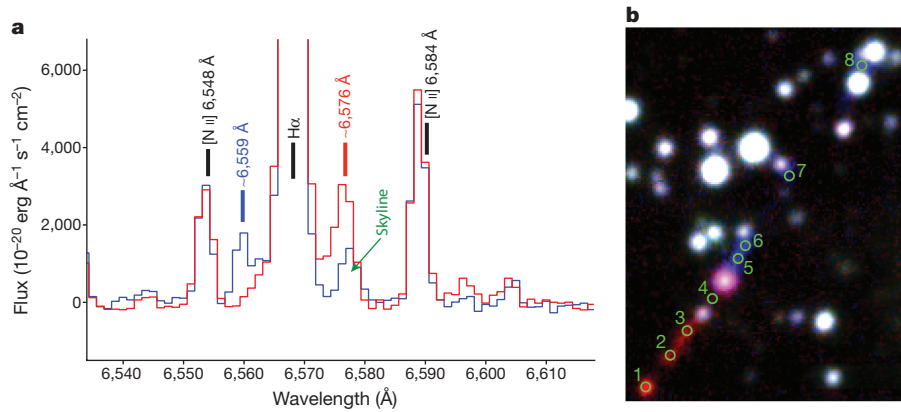 a
6,000
4,000
2,000
0
Flux (10⁻²⁰ erg Å⁻¹ s⁻¹ cm⁻²)
[N II] 6,548 Å
~6,559 Å
Hα
~6,576 Å
[N II] 6,584 Å
Skyline
6,540 6,550 6,560 6,570 6,580 6,590 6,600 6,610
Wavelength (Å)
b
8
7
6
5
4
3
2
1